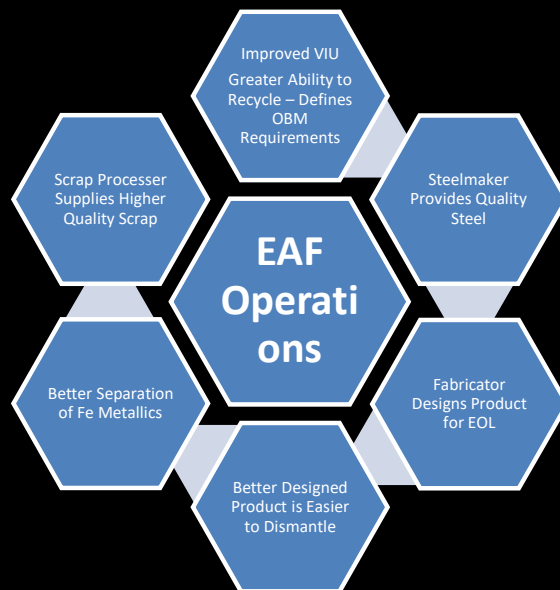 Improved VIU
Greater Ability to
Recycle – Defines
OBM
Requirements
Steelmaker
Provides Quality
Steel
Fabricator
Designs Product
for EOL
Better Designed
Product is Easier
to Dismantle
Better Separation
of Fe Metallics
Scrap Processer
Supplies Higher
Quality Scrap
EAF
Operati
ons